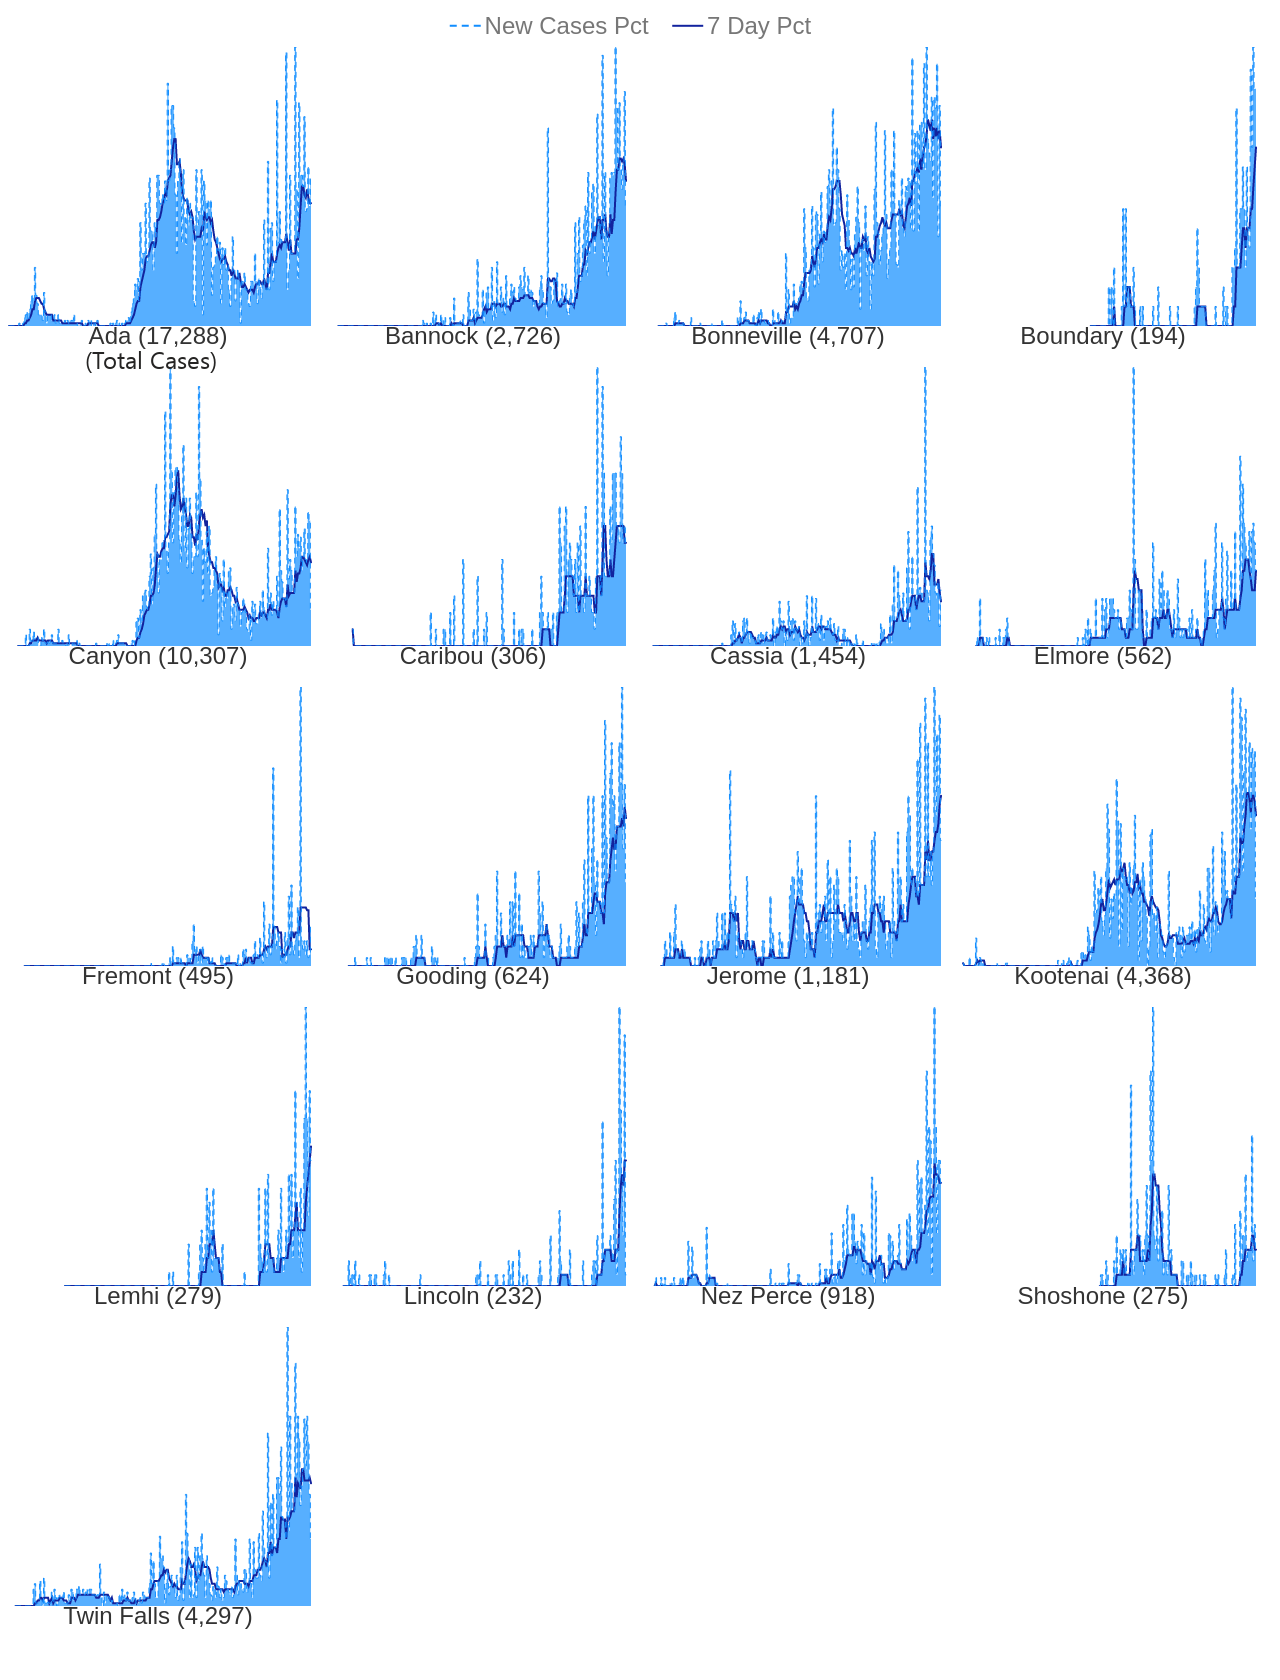 New Cases Pct 7 Day Pct
Ada (17,288) Bannock (2,726) Bonneville (4,707) Boundary (194)
(Total Cases)
Canyon (10,307) Caribou (306) Cassia (1,454) Elmore (562)
Fremont (495) Gooding (624) Jerome (1,181) Kootenai (4,368)
Lemhi (279) Lincoln (232) Nez Perce (918) Shoshone (275)
Twin Falls (4,297)